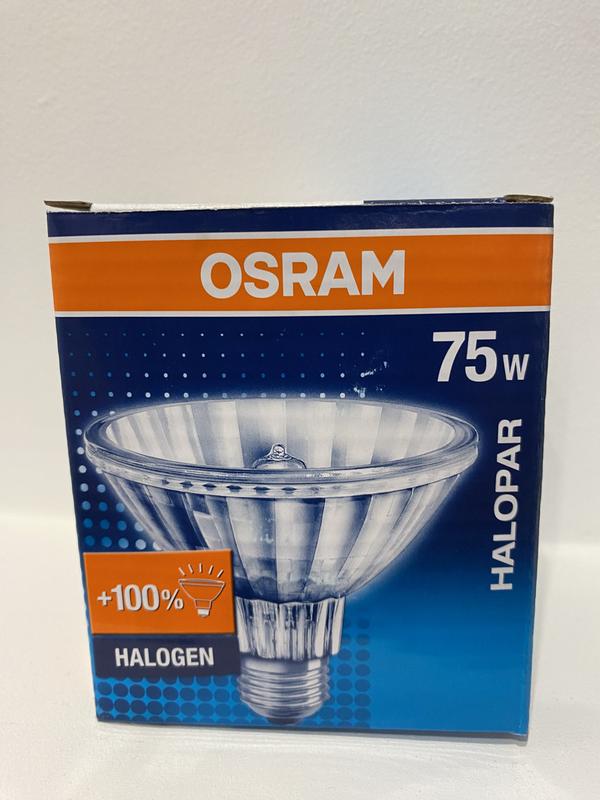 OSRAM
75W
HALOPAR
+100%
HALOGEN